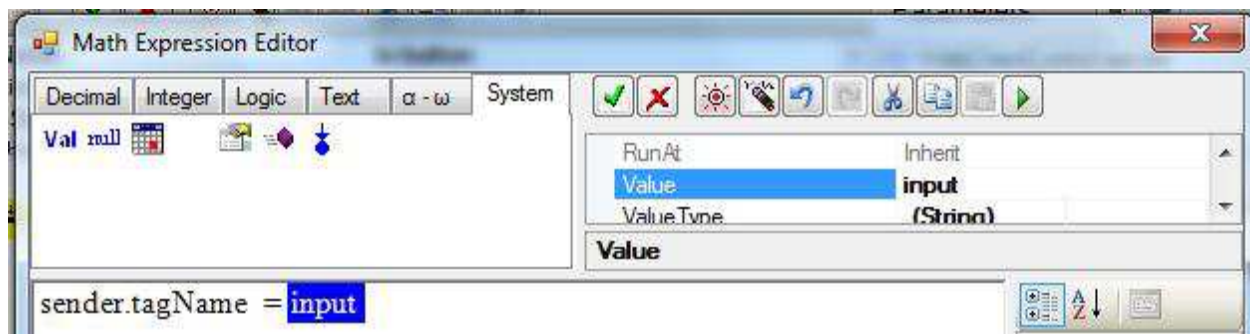 Math Expression Editor
Decimal Integer Logic Text α - ω System
Val null
RunAt Inherit
Value input
ValueType (String)
Value
sender.tagName = input